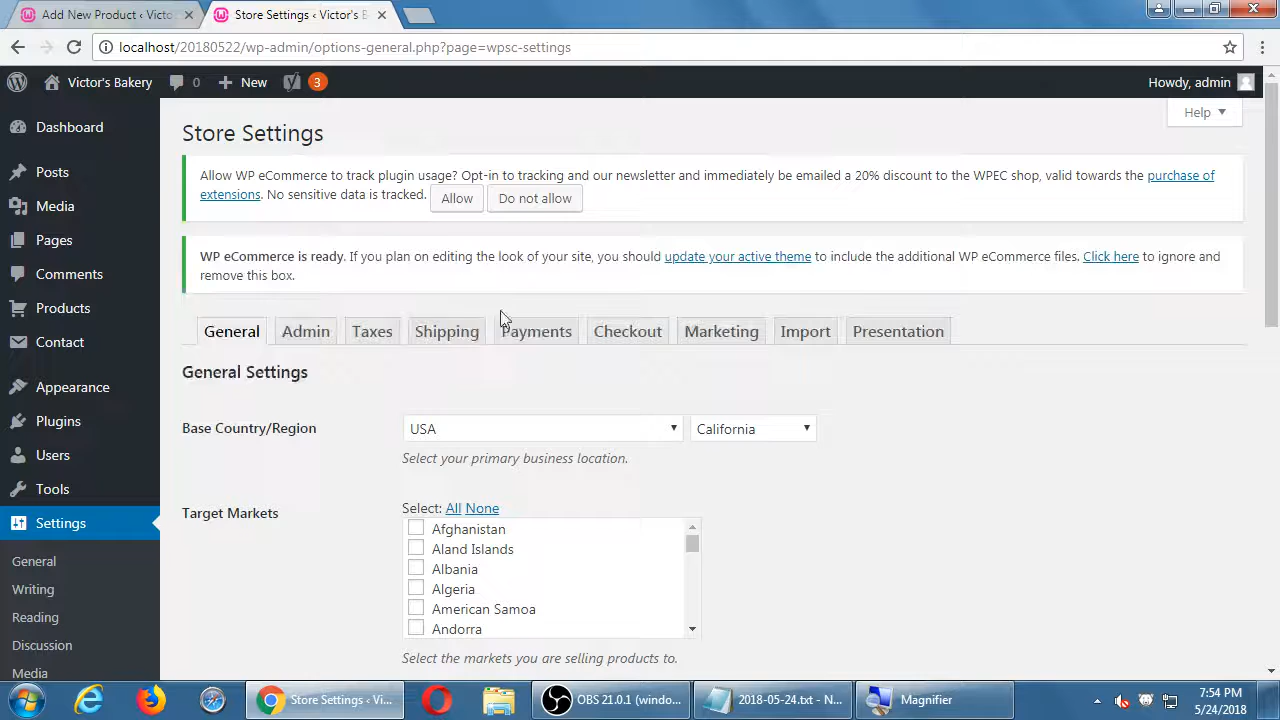 Add New Product ‹ Victor's
Store Settings ‹ Victor's B
localhost/20180522/wp-admin/options-general.php?page=wpsc-settings
Victor's Bakery
0
New
3
Howdy, admin
Help
Dashboard
Posts
Media
Pages
Comments
Products
Contact
Appearance
Plugins
Users
Tools
Settings
General
Writing
Reading
Discussion
Media
Store Settings
Allow WP eCommerce to track plugin usage? Opt-in to tracking and our newsletter and immediately be emailed a 20% discount to the WPEC shop, valid towards the purchase of
extensions. No sensitive data is tracked. Allow Do not allow
WP eCommerce is ready. If you plan on editing the look of your site, you should update your active theme to include the additional WP eCommerce files. Click here to ignore and
remove this box.
General Admin Taxes Shipping Payments Checkout Marketing Import Presentation
General Settings
Base Country/Region USA California
Select your primary business location.
Target Markets
Select: All None
Afghanistan
Aland Islands
Albania
Algeria
American Samoa
Andorra
Select the markets you are selling products to.
Store Settings ‹ Vi...
OBS 21.0.1 (windo...
2018-05-24.txt - N...
Magnifier
7:54 PM
5/24/2018